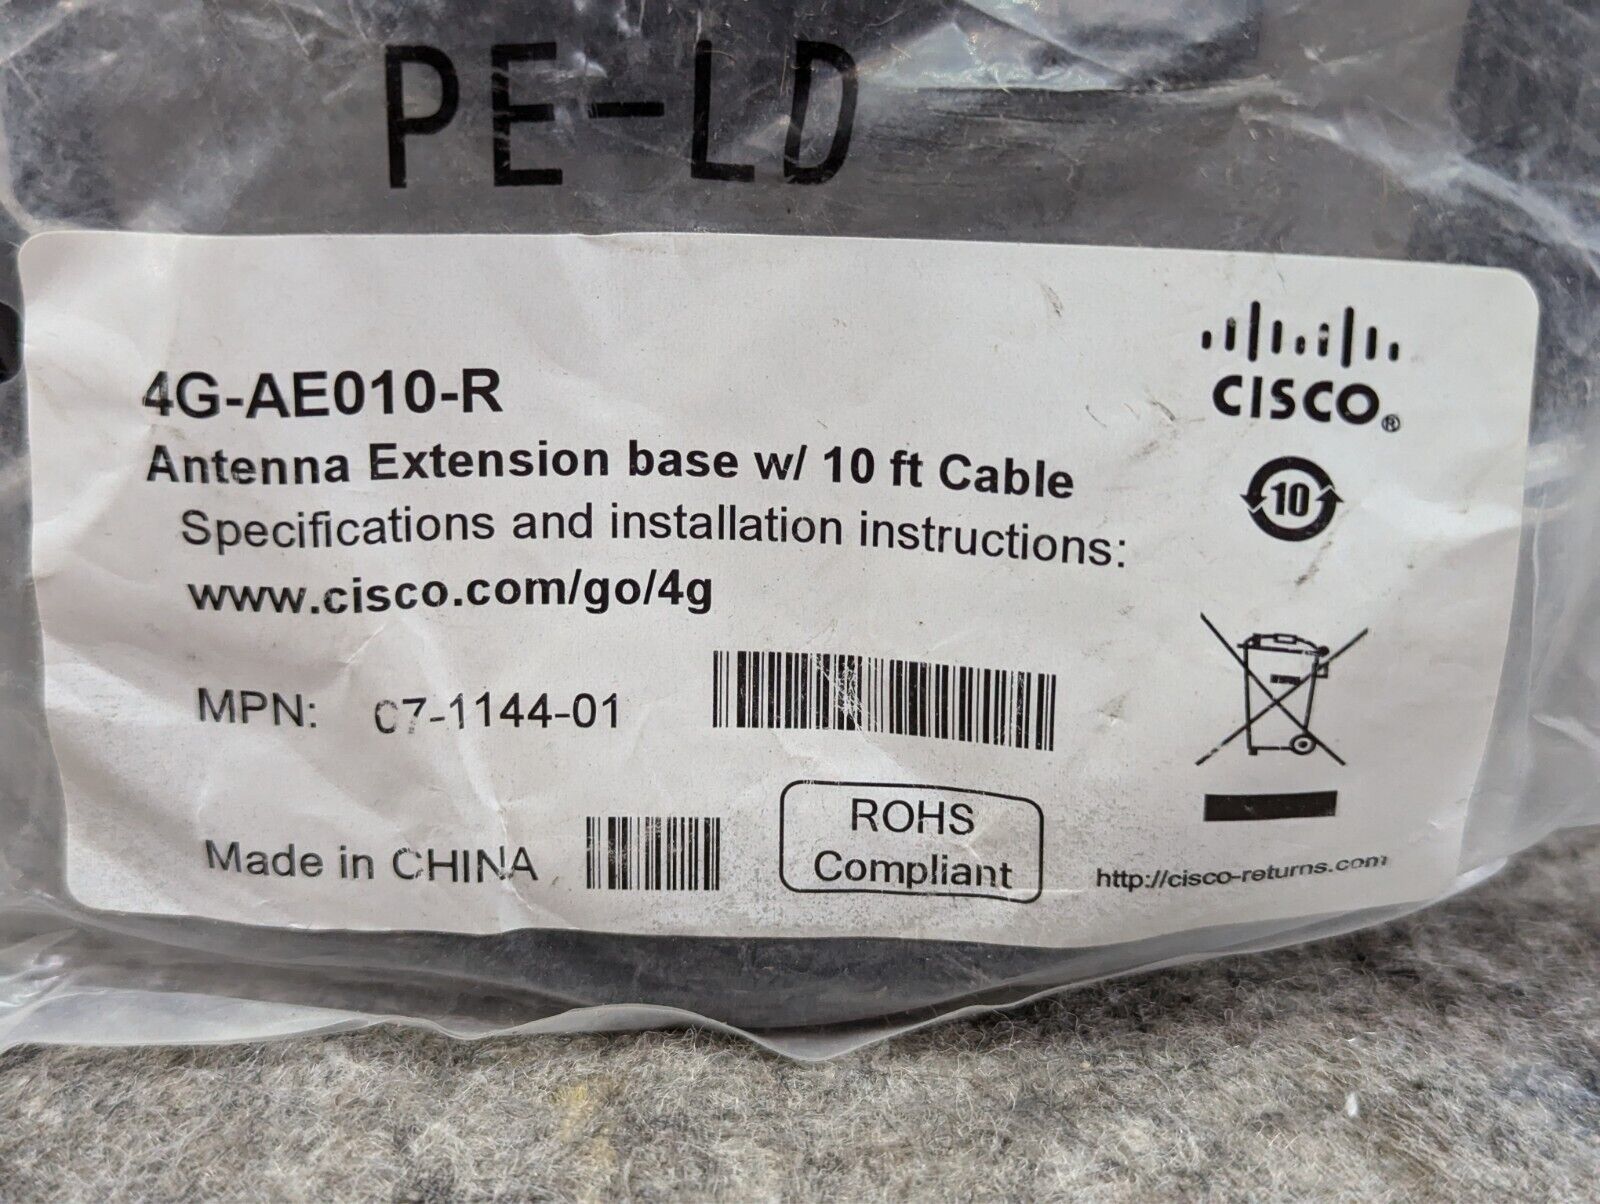 PE-LD
4G-AE010-R
Antenna Extension base w/ 10 ft Cable
Specifications and installation instructions:
www.cisco.com/go/4g
MPN: 07-1144-01
Made in CHINA
ROHS
Compliant
CISCO®
10
http://cisco-returns.com